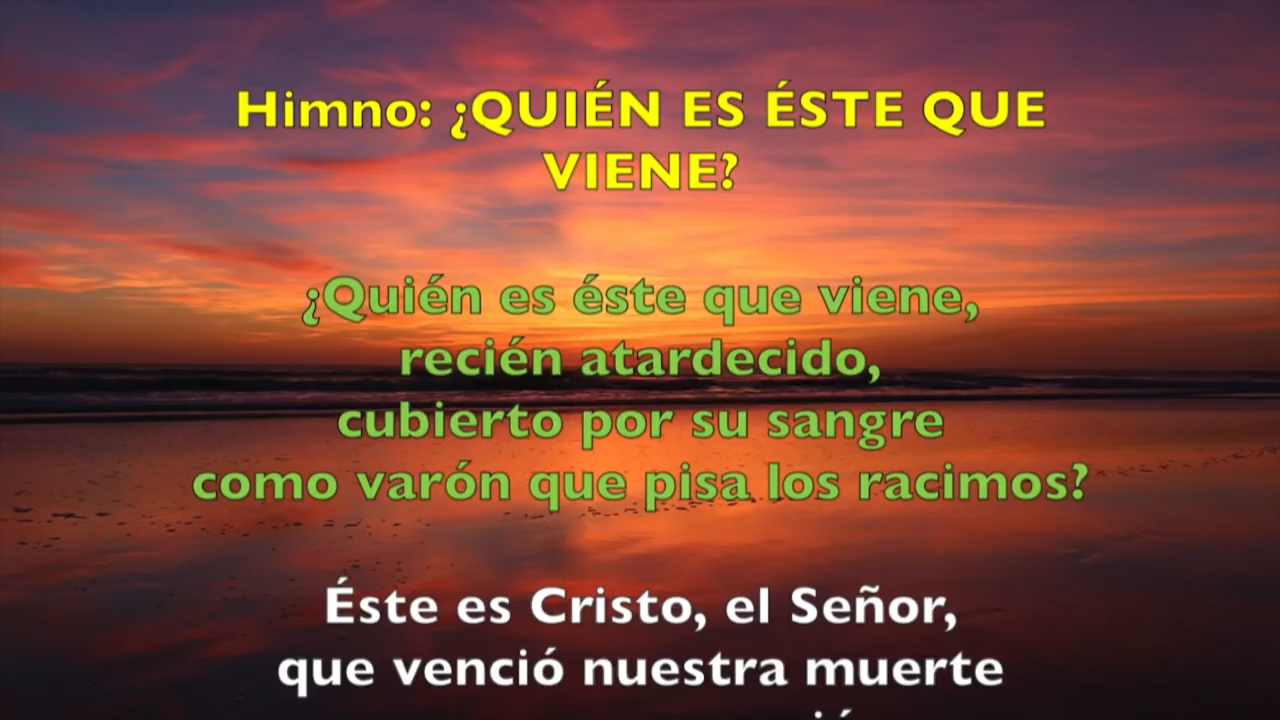 Himno: ¿QUIÉN ES ÉSTE QUE
VIENE?
¿Quién es éste que viene,
recién atardecido,
cubierto por su sangre
como varón que pisa los racimos?
Éste es Cristo, el Señor,
que venció nuestra muerte